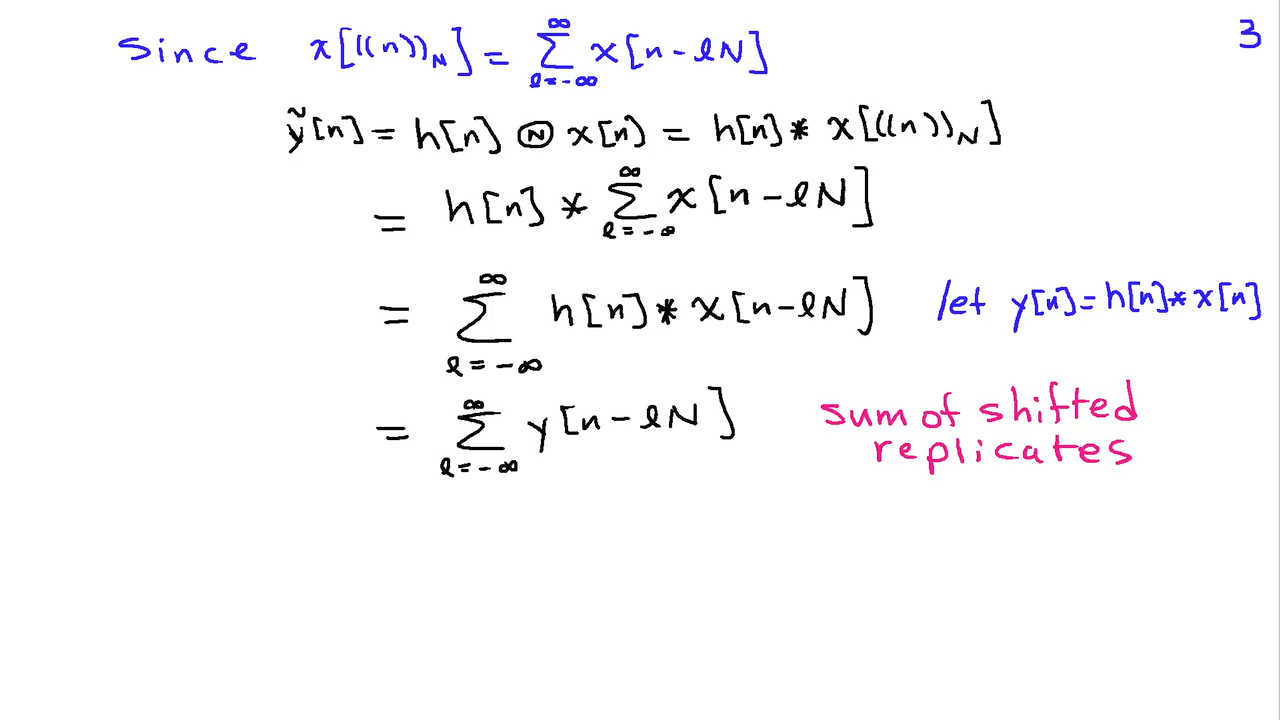 Since x[((n))_N] = ∑_{l=-∞}^{∞} x[n-lN]
3
ỹ[n] = h[n] Ⓝ x[n] = h[n] * x[((n))_N]
= h[n] * ∑_{l=-∞}^{∞} x[n-lN]
= ∑_{l=-∞}^{∞} h[n] * x[n-lN] let y[n]=h[n]*x[n]
= ∑_{l=-∞}^{∞} y[n-lN] sum of shifted
replicates